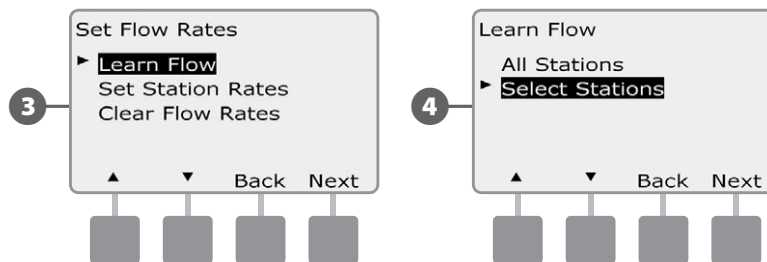 Set Flow Rates
► Learn Flow
Set Station Rates
Clear Flow Rates
▲ ▼ Back Next
3
Learn Flow
All Stations
► Select Stations
▲ ▼ Back Next
4